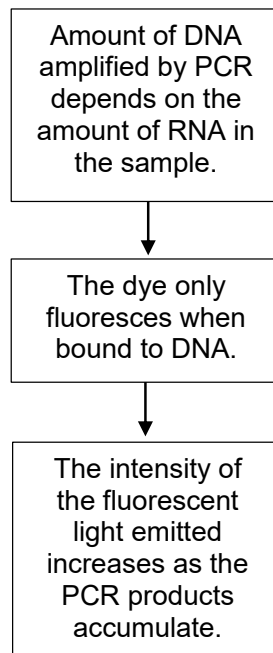 Amount of DNA
amplified by PCR
depends on the
amount of RNA in
the sample.
The dye only
fluoresces when
bound to DNA.
The intensity of
the fluorescent
light emitted
increases as the
PCR products
accumulate.